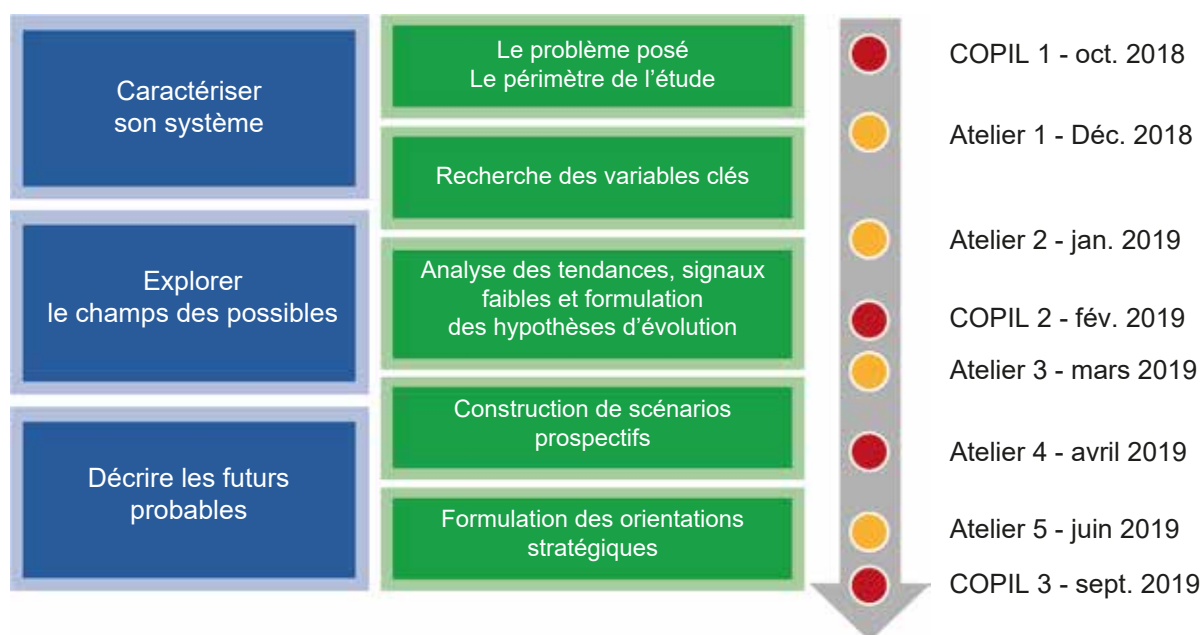 Caractériser
son système
Explorer
le champs des possibles
Décrire les futurs
probables
Le problème posé
Le périmètre de l'étude
Recherche des variables clés
Analyse des tendances, signaux
faibles et formulation
des hypothèses d'évolution
Construction de scénarios
prospectifs
Formulation des orientations
stratégiques
COPIL 1 - oct. 2018
Atelier 1 - Déc. 2018
Atelier 2 - jan. 2019
COPIL 2 - fév. 2019
Atelier 3 - mars 2019
Atelier 4 - avril 2019
Atelier 5 - juin 2019
COPIL 3 - sept. 2019